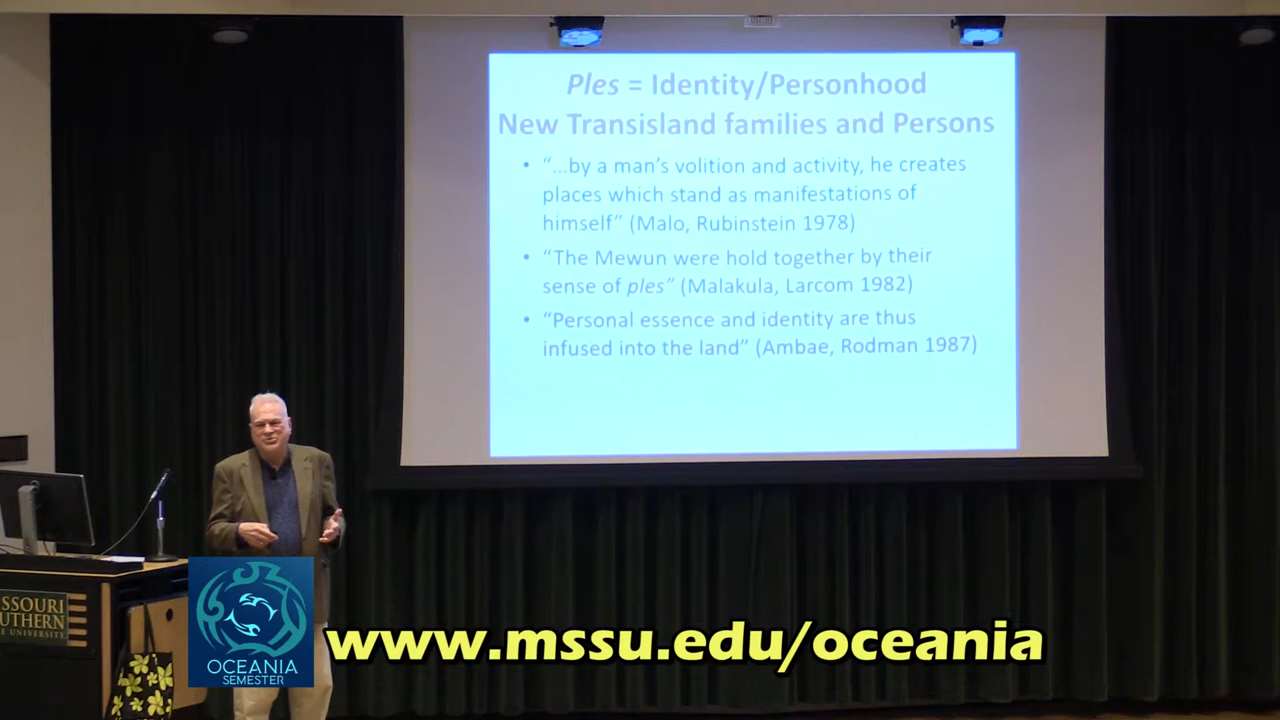 Ples = Identity/Personhood
New Transisland families and Persons
• “...by a man’s volition and activity, he creates
places which stand as manifestations of
himself” (Malo, Rubinstein 1978)
• “The Mewun were hold together by their
sense of ples” (Malakula, Larcom 1982)
• “Personal essence and identity are thus
infused into the land” (Ambae, Rodman 1987)
SSOURI
UTHERN
E UNIVERSITY
OCEANIA
SEMESTER
www.mssu.edu/oceania